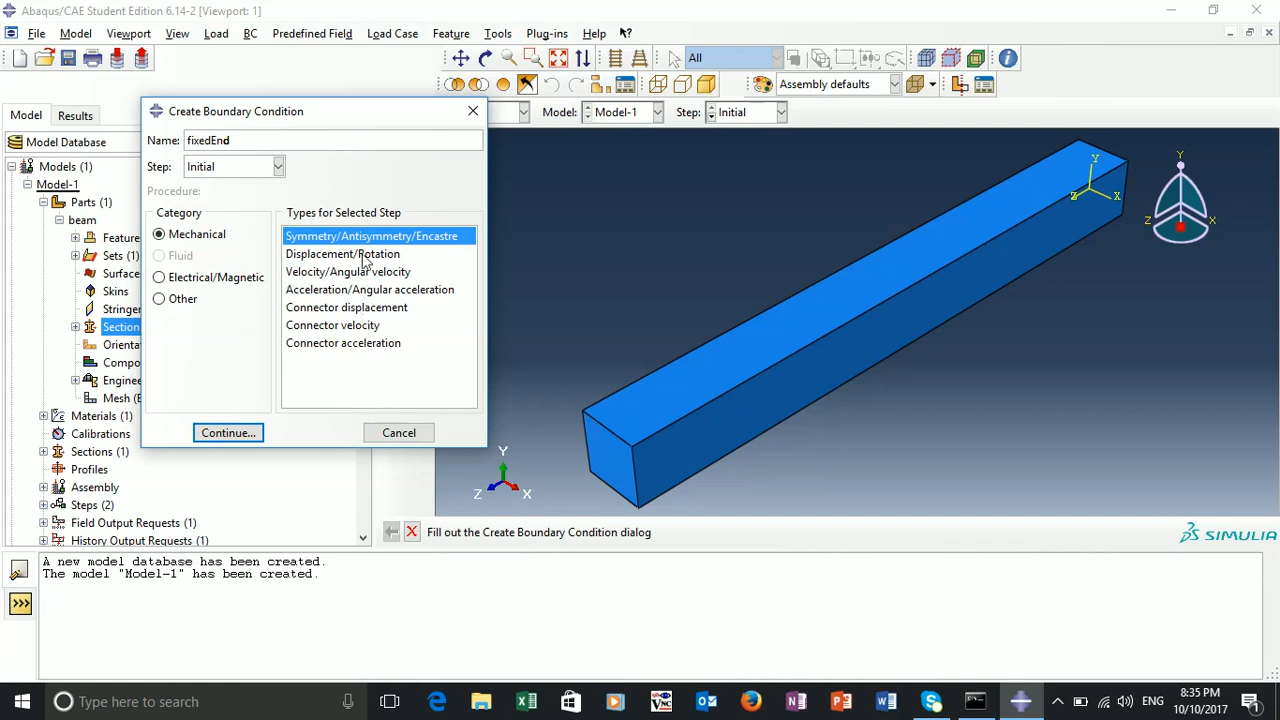 Abaqus/CAE Student Edition 6.14-2 [Viewport: 1]
File Model Viewport View Load BC Predefined Field Load Case Feature Tools Plug-ins Help
All
Assembly defaults
Model Results
Model: Model-1 Step: Initial
Model Database
Models (1)
Model-1
Parts (1)
beam
Feature
Sets (1)
Surface
Skins
Stringer
Section
Orienta
Compo
Engine
Mesh (E
Materials (1)
Calibrations
Sections (1)
Profiles
Assembly
Steps (2)
Field Output Requests (1)
History Output Requests (1)
Create Boundary Condition
Name: fixedEnd
Step: Initial
Procedure:
Category
Mechanical
Fluid
Electrical/Magnetic
Other
Types for Selected Step
Symmetry/Antisymmetry/Encastre
Displacement/Rotation
Velocity/Angular velocity
Acceleration/Angular acceleration
Connector displacement
Connector velocity
Connector acceleration
Continue...
Cancel
Y
Z
X
Y
Z
X
Y
Z
X
Fill out the Create Boundary Condition dialog
SIMULIA
A new model database has been created.
The model "Model-1" has been created.
>>>
Type here to search
ENG
8:35 PM
10/10/2017